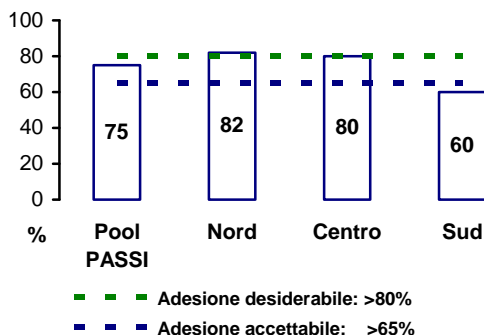 100
80
60
40
20
0
%
75
82
80
60
Pool PASSI
Nord
Centro
Sud
Adesione desiderabile: >80%
Adesione accettabile: >65%